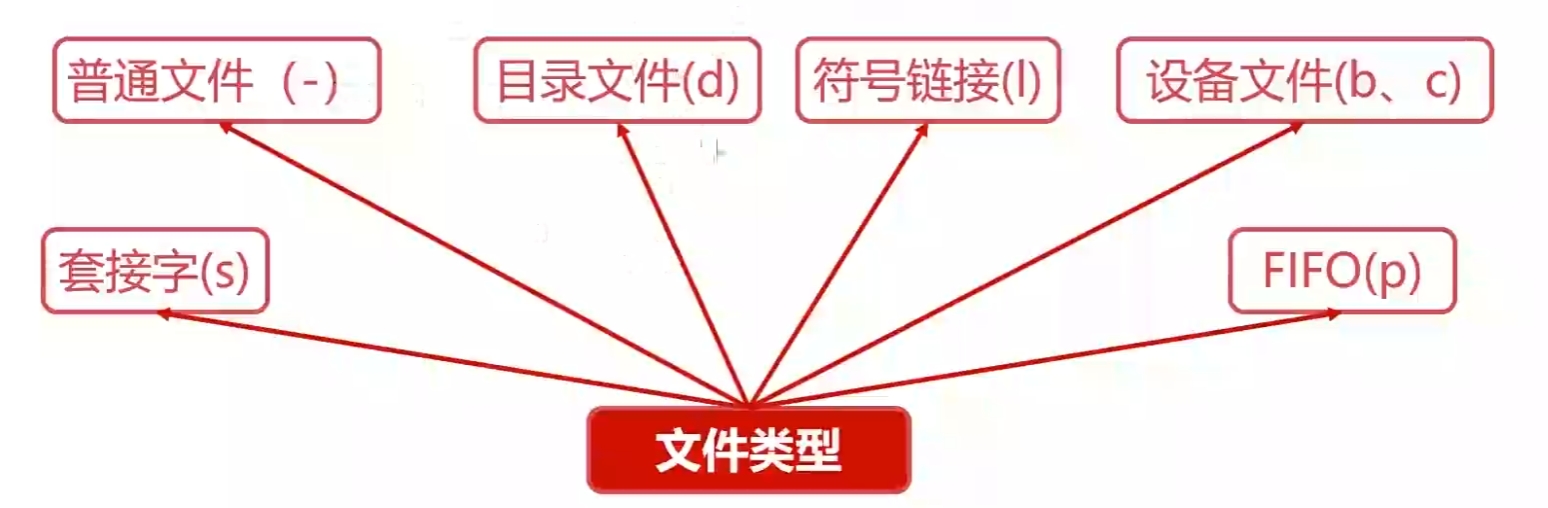 普通文件（-）
目录文件(d)
符号链接(l)
设备文件(b、c)
套接字(s)
FIFO(p)
文件类型